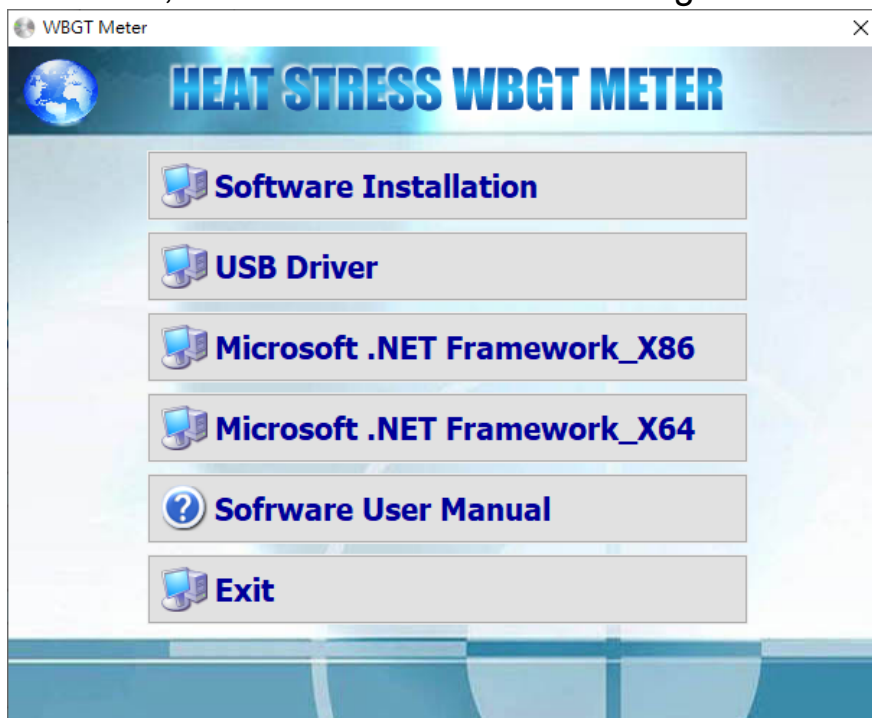 WBGT Meter
HEAT STRESS WBGT METER
Software Installation
USB Driver
Microsoft .NET Framework_X86
Microsoft .NET Framework_X64
Sofrware User Manual
Exit